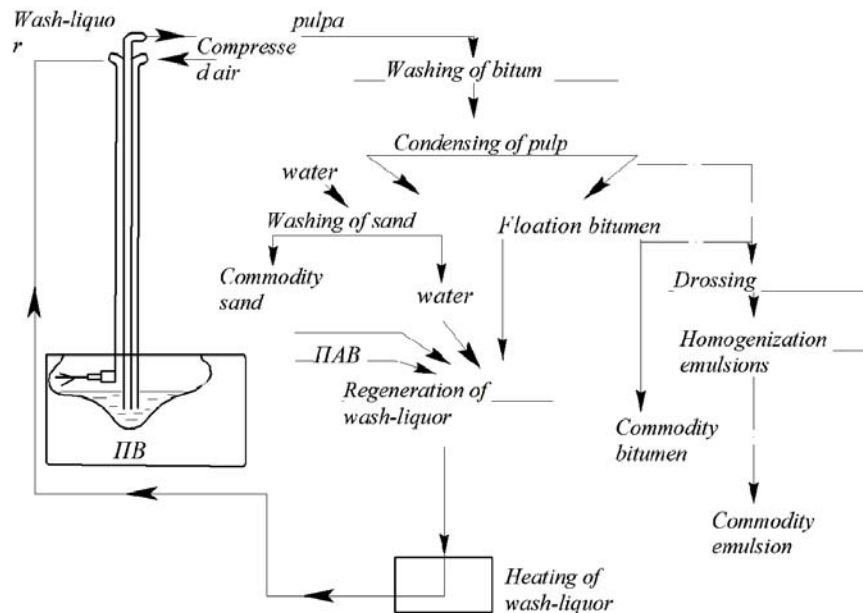 Wash-liquo
r
pulpa
Compresse
d air
Washing of bitum
Condensing of pulp
water
Washing of sand
Floation bitumen
Commodity
sand
water
Drossing
ПАВ
Homogenization
emulsions
Regeneration of
wash-liquor
Commodity
bitumen
ПВ
Commodity
emulsion
Heating of
wash-liquor